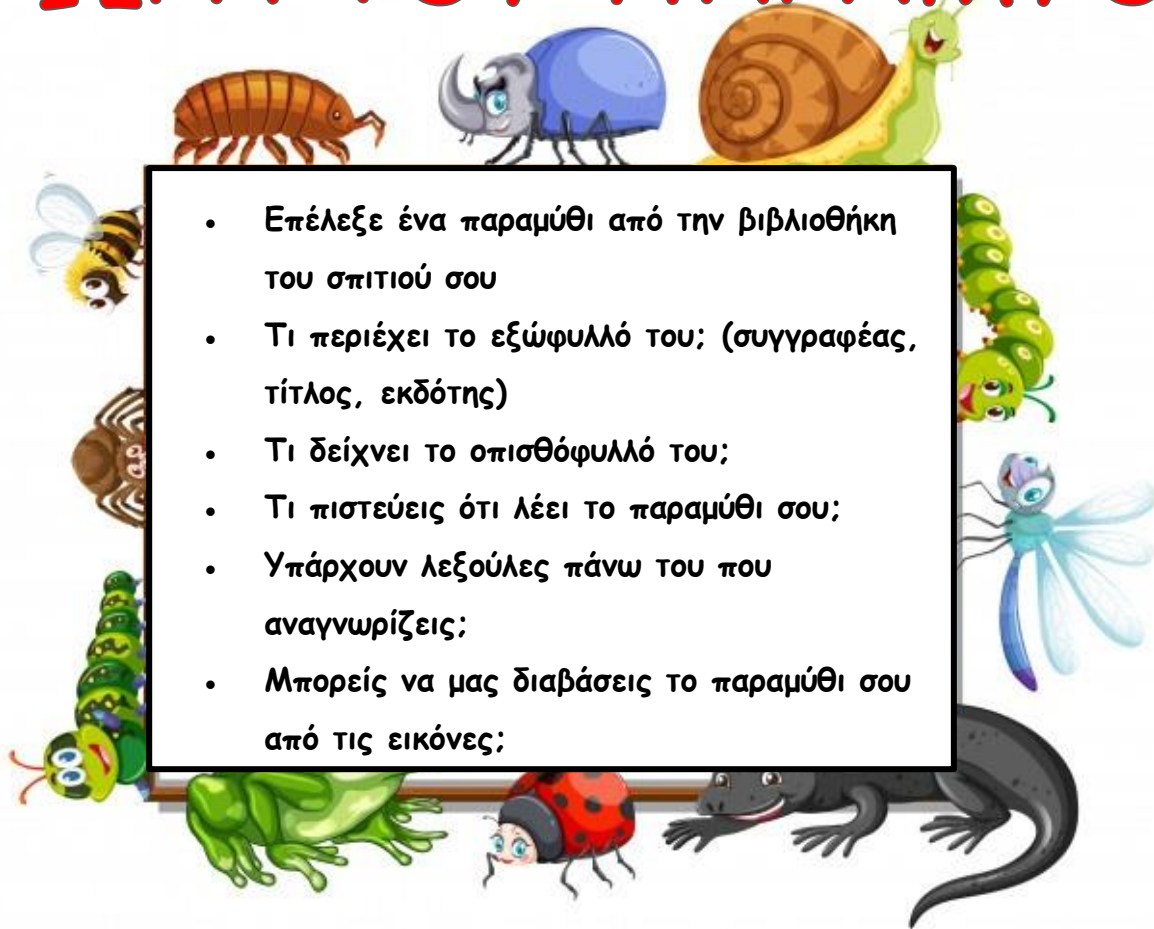 • Επέλεξε ένα παραμύθι από την βιβλιοθήκη
του σπιτιού σου
• Τι περιέχει το εξώφυλλό του; (συγγραφέας,
τίτλος, εκδότης)
• Τι δείχνει το οπισθόφυλλό του;
• Τι πιστεύεις ότι λέει το παραμύθι σου;
• Υπάρχουν λεξούλες πάνω του που
αναγνωρίζεις;
• Μπορείς να μας διαβάσεις το παραμύθι σου
από τις εικόνες;